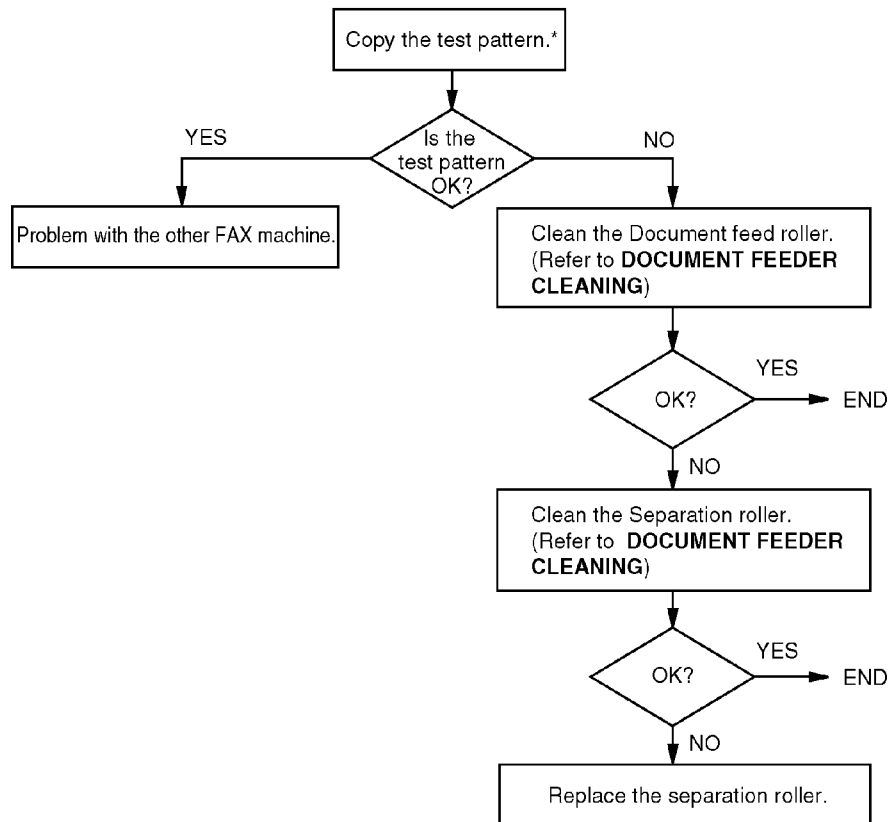 Copy the test pattern.*
Is the
test pattern
OK?
YES
NO
Problem with the other FAX machine.
Clean the Document feed roller.
(Refer to DOCUMENT FEEDER
CLEANING)
OK?
YES
END
NO
Clean the Separation roller.
(Refer to DOCUMENT FEEDER
CLEANING)
OK?
YES
END
NO
Replace the separation roller.